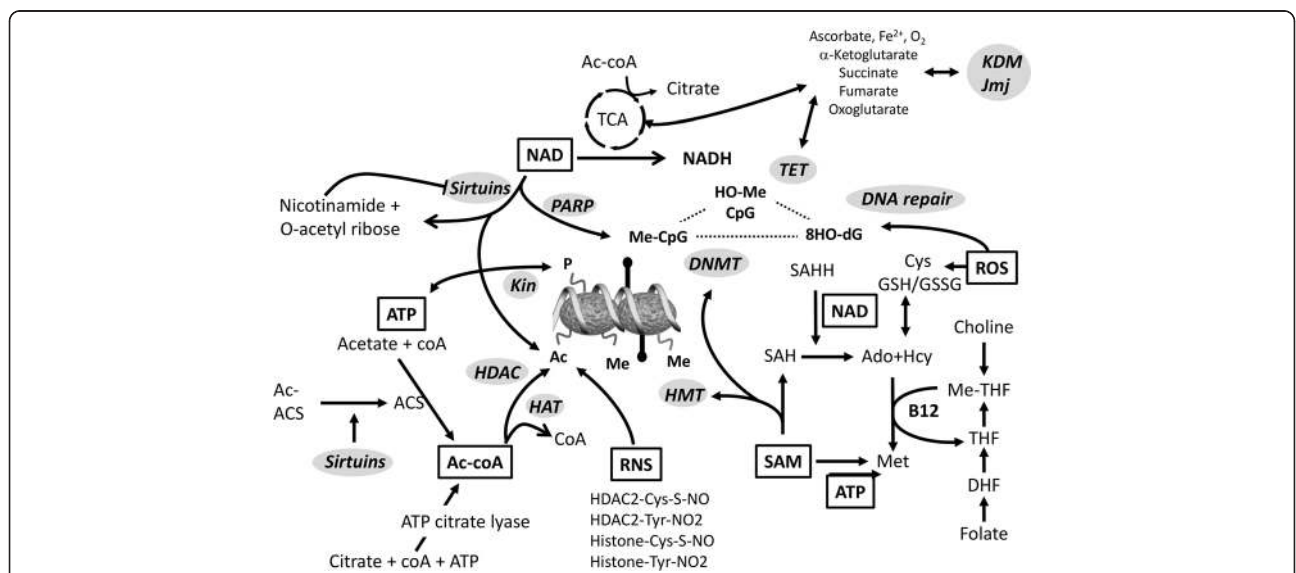 Ascorbate, Fe²⁺, O₂
α-Ketoglutarate
Succinate
Fumarate
Oxoglutarate
KDM
Jmj
Ac-coA
Citrate
TCA
NAD
NADH
TET
Sirtuins
HO-Me
CpG
DNA repair
PARP
Nicotinamide +
O-acetyl ribose
Me-CpG
8HO-dG
DNMT
SAHH
Cys
GSH/GSSG
ROS
P
Kin
NAD
ATP
Acetate + coA
Choline
Ac
Me
Me
SAH
Ado+Hcy
HDAC
Me-THF
Ac-
ACS
ACS
HMT
HAT
B12
CoA
THF
Sirtuins
Ac-coA
RNS
SAM
Met
ATP
DHF
HDAC2-Cys-S-NO
HDAC2-Tyr-NO2
Histone-Cys-S-NO
Histone-Tyr-NO2
ATP citrate lyase
Folate
Citrate + coA + ATP